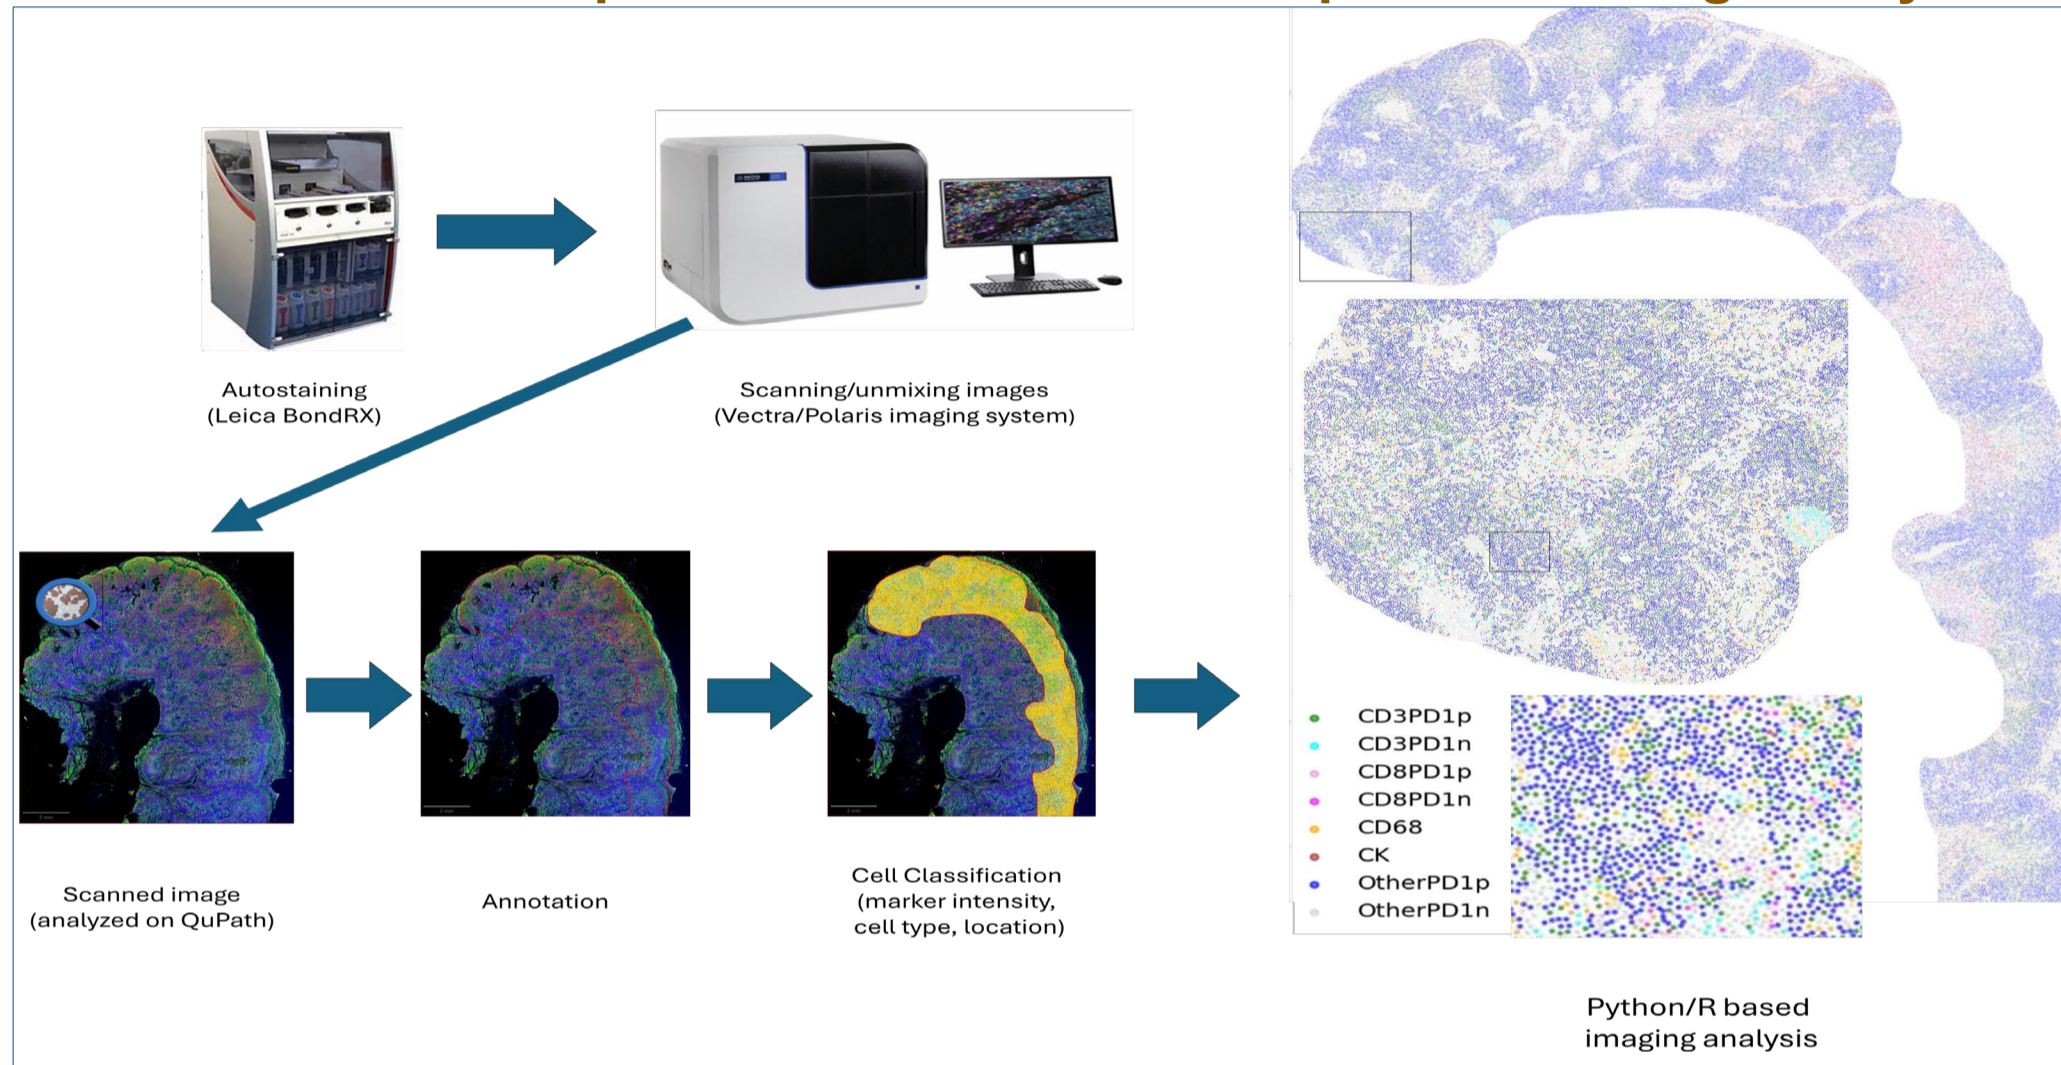 Autostaining
(Leica BondRX)
Scanning/unmixing images
(Vectra/Polaris imaging system)
Scanned image
(analyzed on QuPath)
Annotation
Cell Classification
(marker intensity,
cell type, location)
CD3PD1p
CD3PD1n
CD8PD1p
CD8PD1n
CD68
CK
OtherPD1p
OtherPD1n
Python/R based
imaging analysis